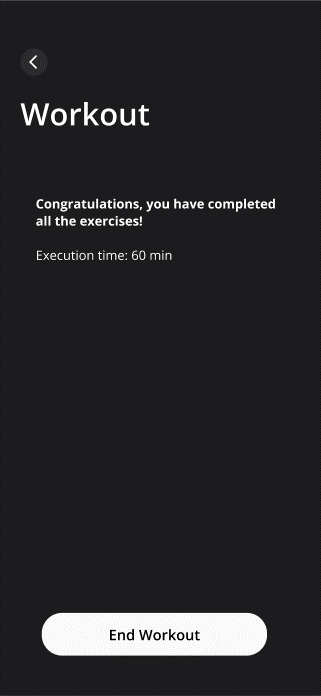 Workout
Congratulations, you have completed
all the exercises!
Execution time: 60 min
End Workout